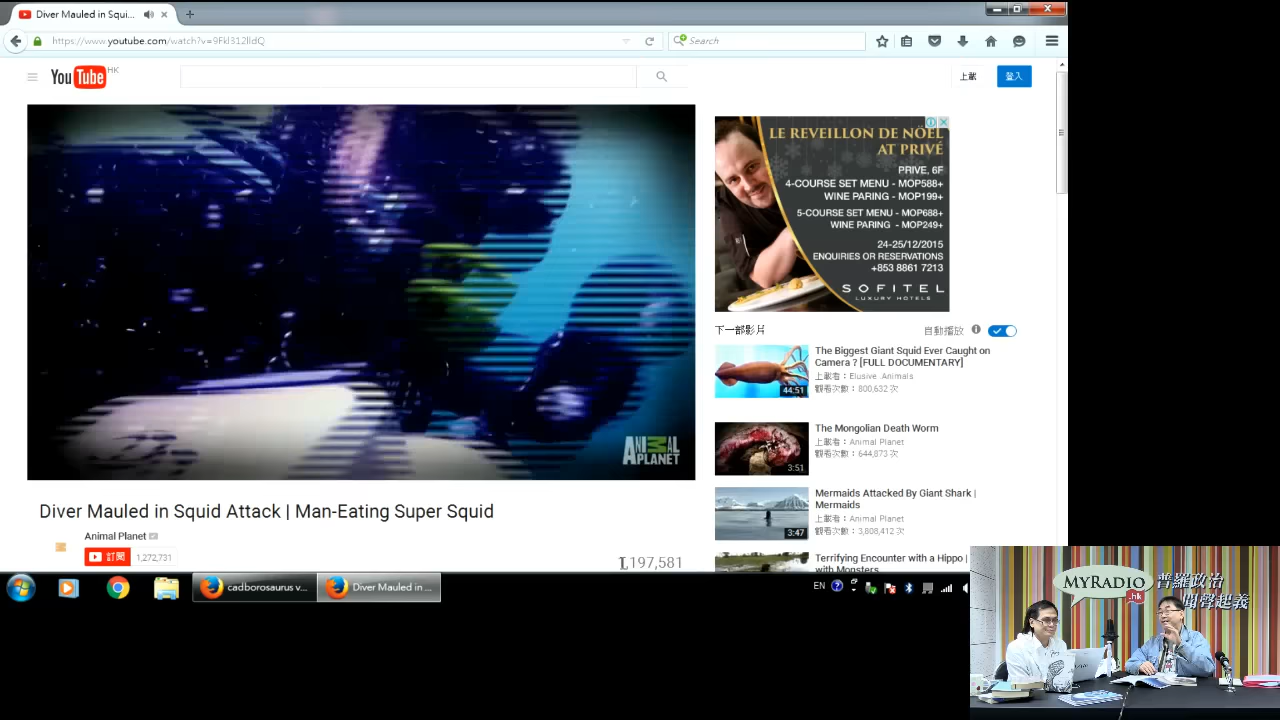 Diver Mauled in Squi...
https://www.youtube.com/watch?v=9Fkl312IldQ
Search
YouTube HK
上載
登入
LE REVEILLON DE NÖEL
AT PRIVÉ
PRIVE, 6F
4-COURSE SET MENU - MOP588+
WINE PARING - MOP199+
5-COURSE SET MENU - MOP688+
WINE PARING - MOP249+
24-25/12/2015
ENQUIRIES OR RESERVATIONS
+853 8861 7213
SOFITEL
LUXURY HOTELS
ANIMAL
PLANET
下一部影片
自動播放
The Biggest Giant Squid Ever Caught on
Camera ? [FULL DOCUMENTARY]
上載者：Elusive Animals
觀看次數：800,632 次
44:51
The Mongolian Death Worm
上載者：Animal Planet
觀看次數：644,873 次
3:51
Mermaids Attacked By Giant Shark |
Mermaids
上載者：Animal Planet
觀看次數：3,808,412 次
3:47
Terrifying Encounter with a Hippo |
with Monsters
Diver Mauled in Squid Attack | Man-Eating Super Squid
Animal Planet
訂閱
1,272,731
1,197,581
cadborosaurus v...
Diver Mauled in ...
EN
MYRADIO
.hk
普羅政治
聞聲起義